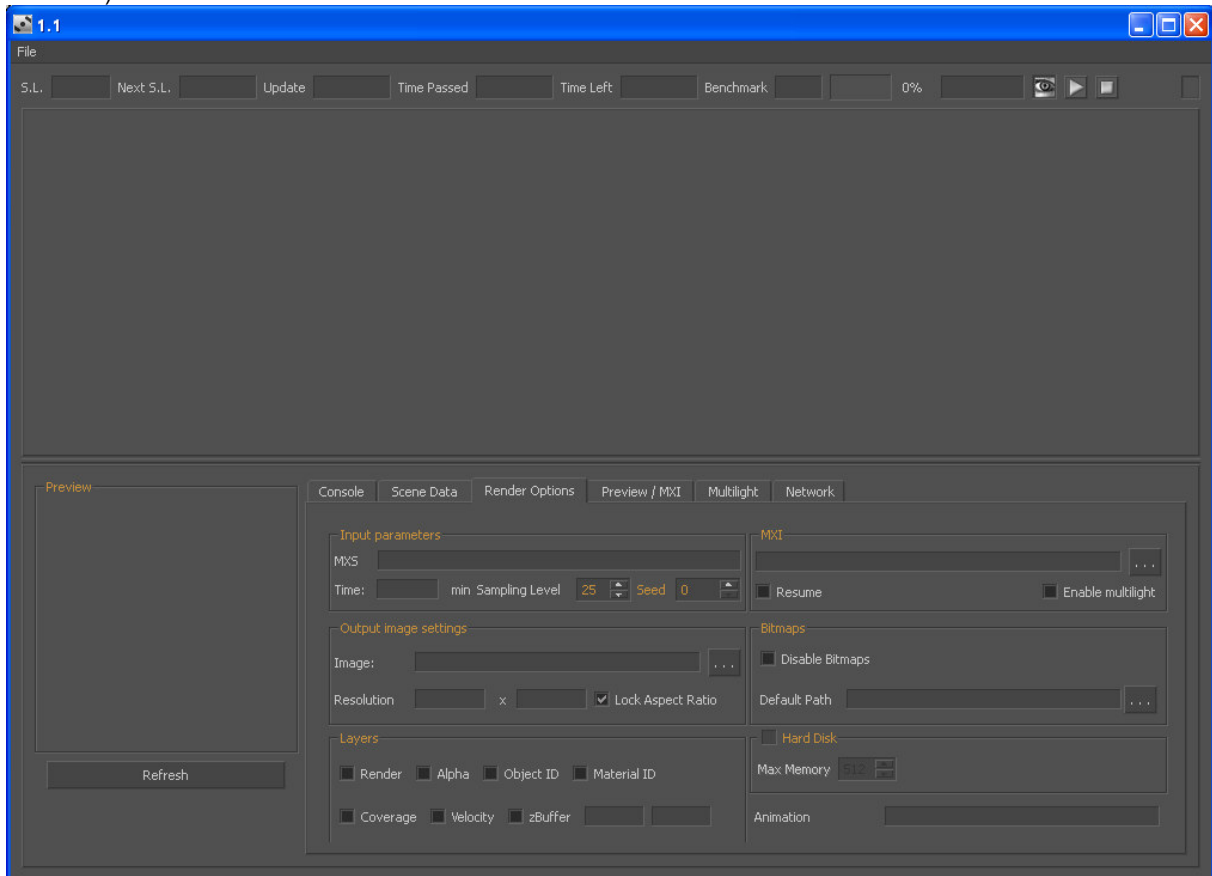 1.1
File
S.L. Next S.L. Update Time Passed Time Left Benchmark 0%
Preview
Console Scene Data Render Options Preview / MXI Multilight Network
Input parameters
MXS
Time: min Sampling Level 25 Seed 0
MXI
...
Resume Enable multilight
Output image settings
Image: ...
Resolution x Lock Aspect Ratio
Bitmaps
Disable Bitmaps
Default Path ...
Layers
Render Alpha Object ID Material ID
Coverage Velocity zBuffer
Hard Disk
Max Memory 512
Animation
Refresh